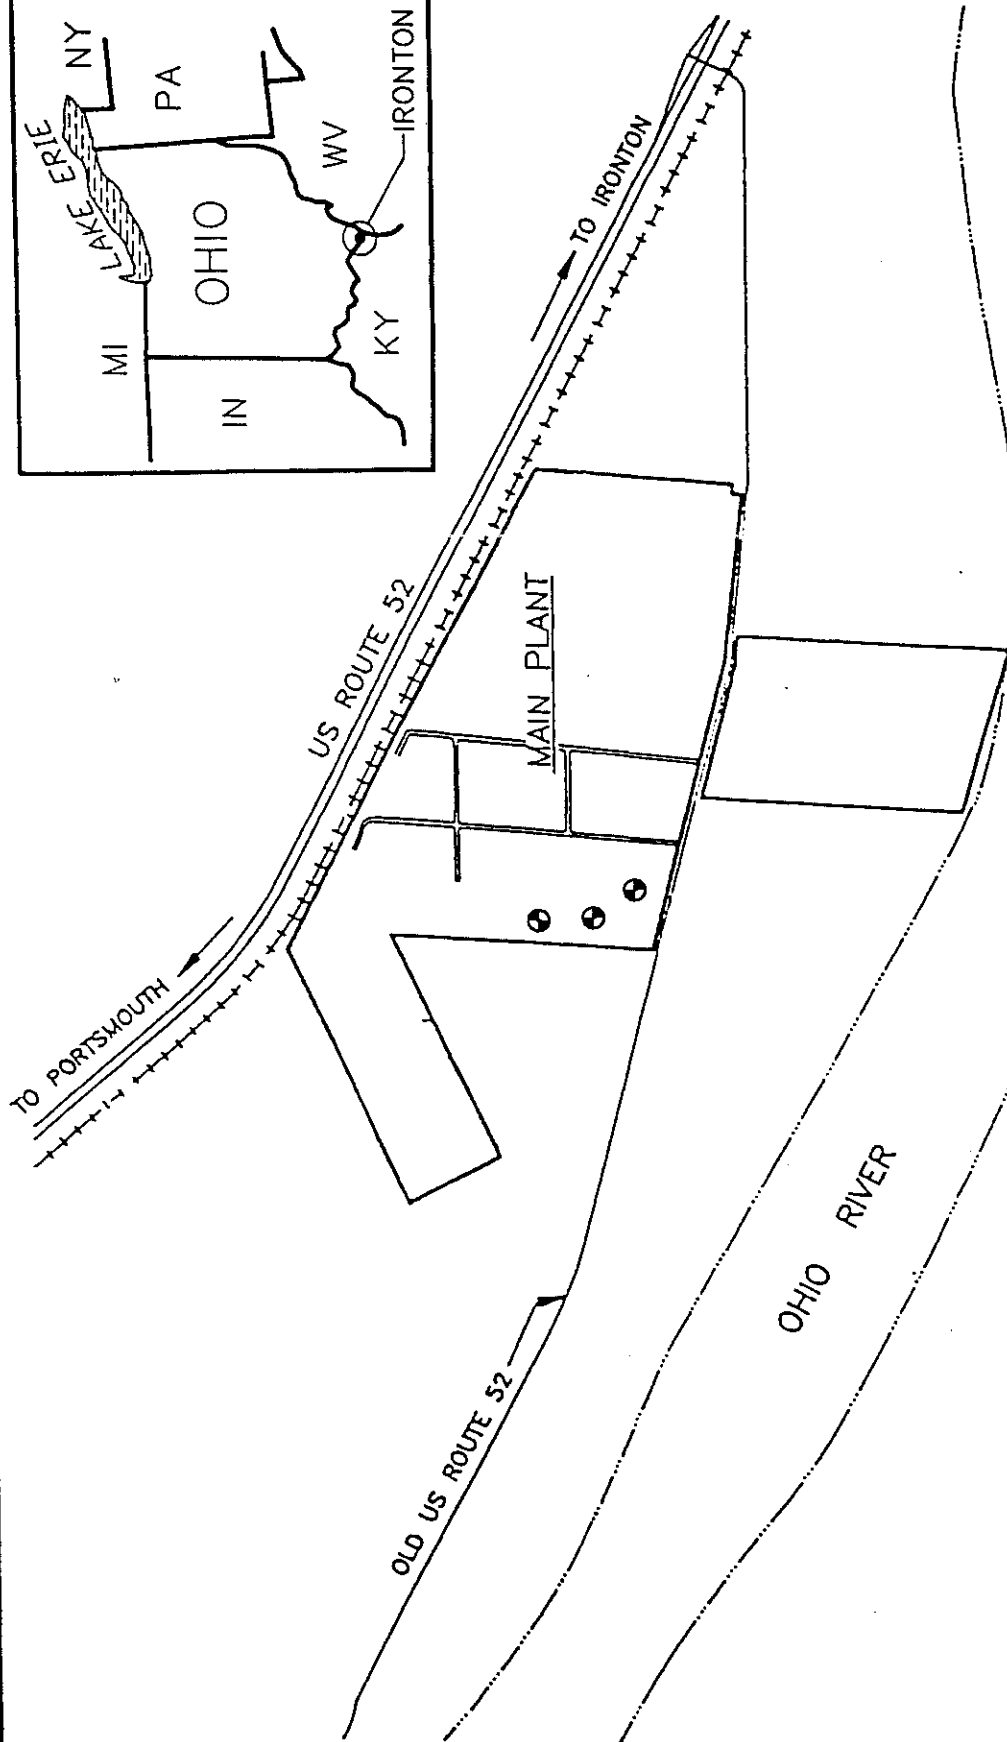 LAKE ERIE
NY
MI
PA
OHIO
IN
WV
KY
IRONTON
TO PORTSMOUTH
US ROUTE 52
TO IRONTON
MAIN PLANT
OLD US ROUTE 52
OHIO RIVER